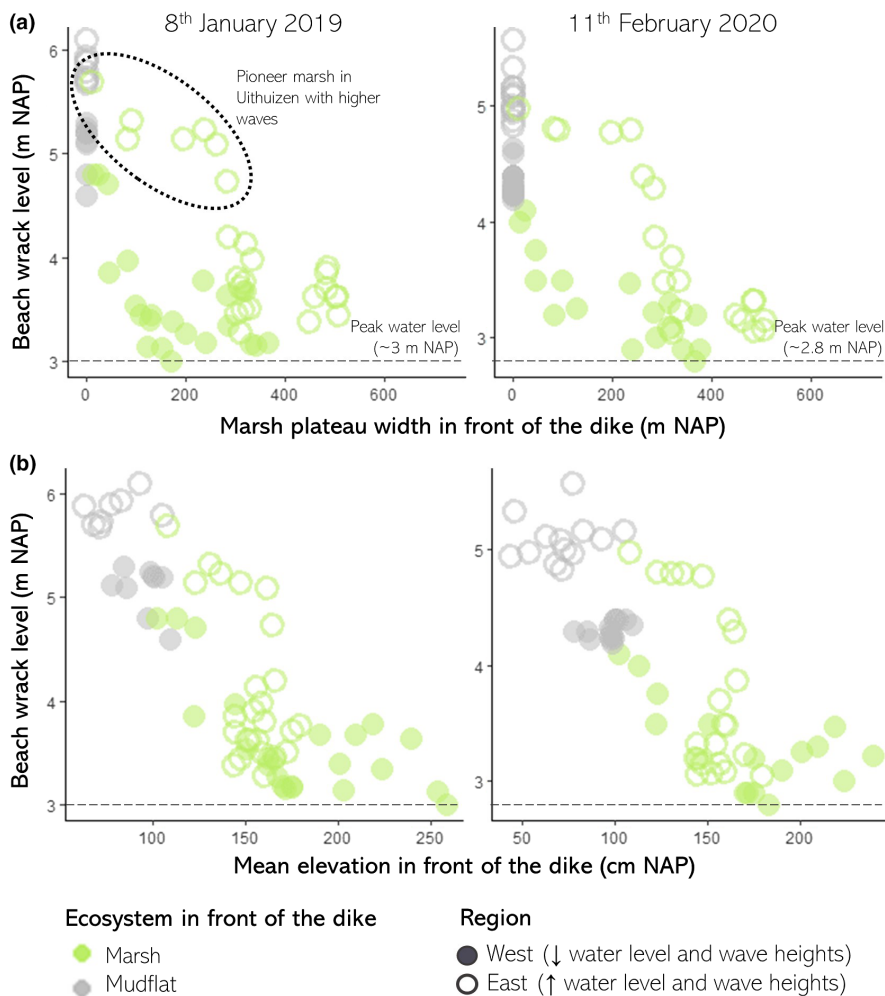 (a)
8th January 2019
11th February 2020
Beach wrack level (m NAP)
6
5
4
3
Pioneer marsh in
Uithuizen with higher
waves
Peak water level
(~3 m NAP)
0
200
400
600
5
4
3
Peak water level
(~2.8 m NAP)
0
200
400
600
Marsh plateau width in front of the dike (m NAP)
(b)
Beach wrack level (m NAP)
6
5
4
3
100
150
200
250
5
4
3
50
100
150
200
Mean elevation in front of the dike (cm NAP)
Ecosystem in front of the dike
Marsh
Mudflat
Region
West (↓ water level and wave heights)
East (↑ water level and wave heights)